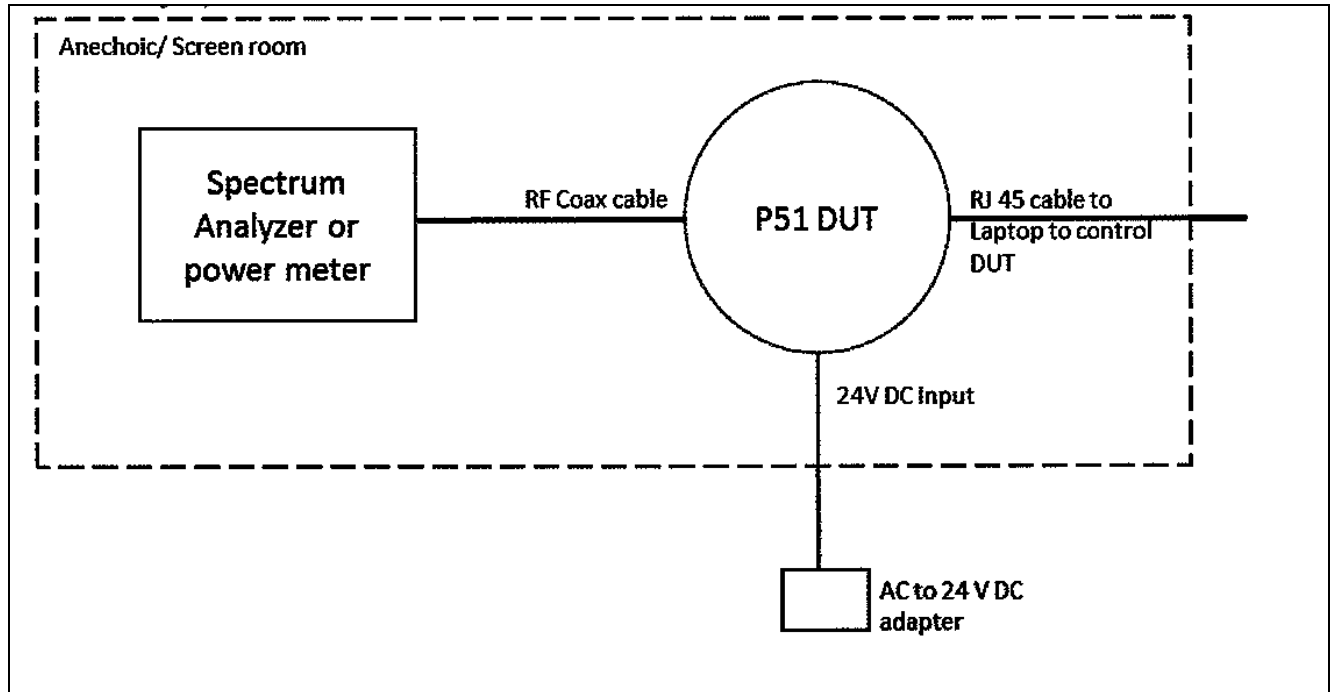 Anechoic/ Screen room
Spectrum
Analyzer or
power meter
RF Coax cable
P51 DUT
RJ 45 cable to
Laptop to control
DUT
24V DC input
AC to 24 V DC
adapter